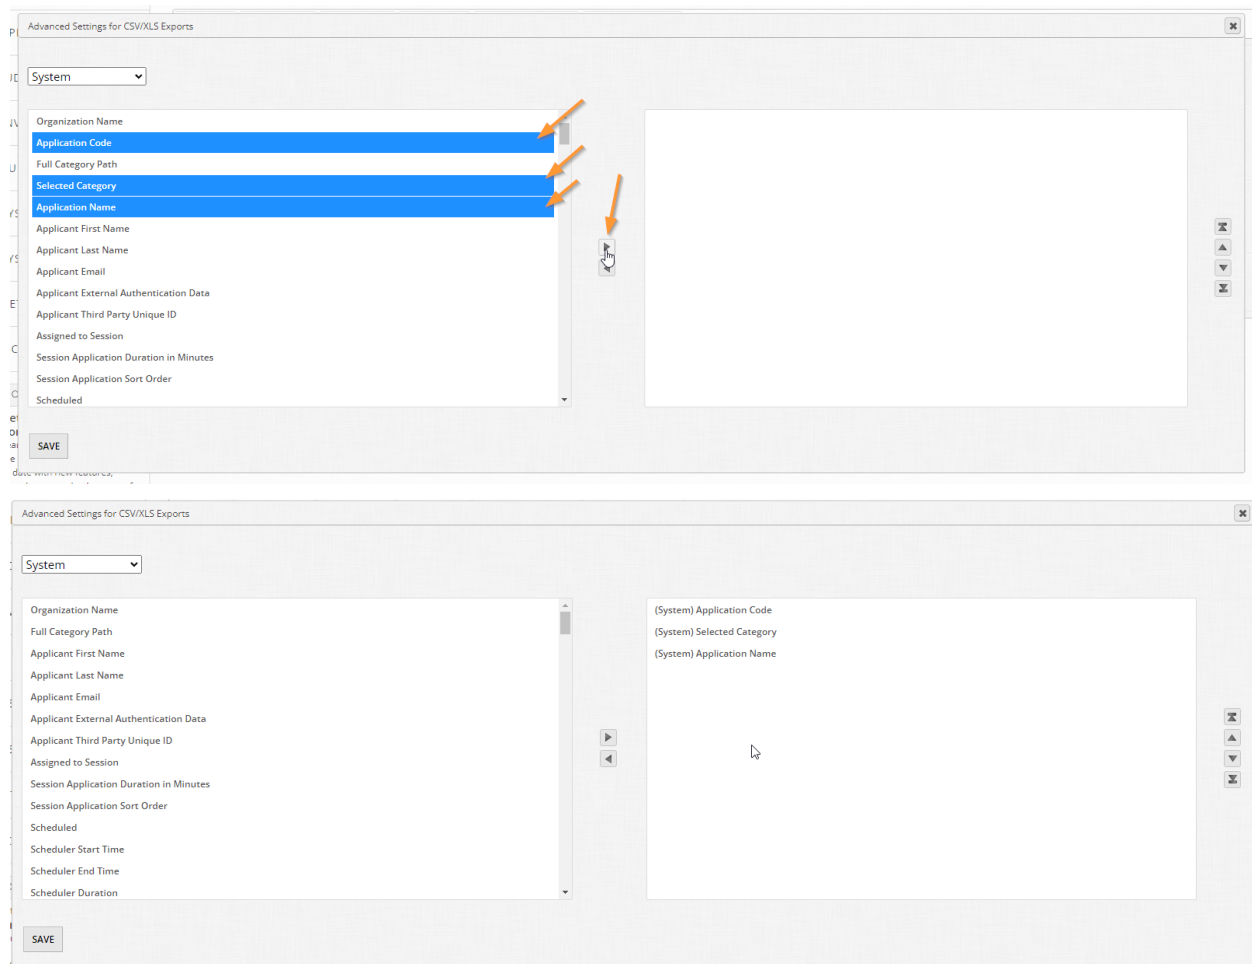 Advanced Settings for CSV/XLS Exports
System
Organization Name
Application Code
Full Category Path
Selected Category
Application Name
Applicant First Name
Applicant Last Name
Applicant Email
Applicant External Authentication Data
Applicant Third Party Unique ID
Assigned to Session
Session Application Duration in Minutes
Session Application Sort Order
Scheduled
SAVE
date with new features,
Advanced Settings for CSV/XLS Exports
System
Organization Name
Full Category Path
Applicant First Name
Applicant Last Name
Applicant Email
Applicant External Authentication Data
Applicant Third Party Unique ID
Assigned to Session
Session Application Duration in Minutes
Session Application Sort Order
Scheduled
Scheduler Start Time
Scheduler End Time
Scheduler Duration
(System) Application Code
(System) Selected Category
(System) Application Name
SAVE